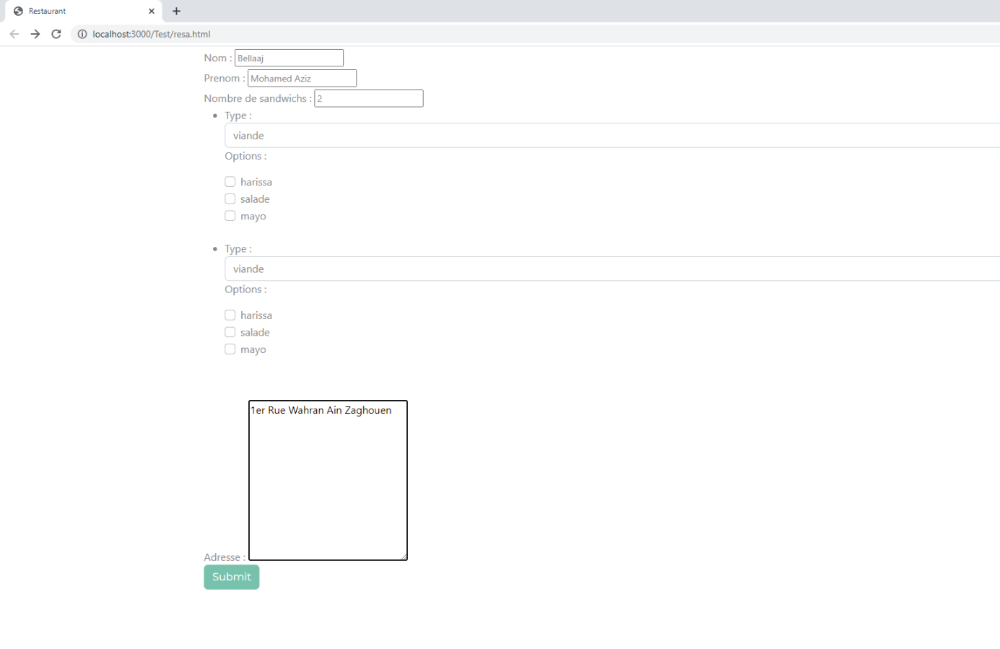 Restaurant
localhost:3000/Test/resa.html
Nom : Bellaaj
Prenom : Mohamed Aziz
Nombre de sandwichs : 2
Type :
viande
Options :
harissa
salade
mayo
Type :
viande
Options :
harissa
salade
mayo
1er Rue Wahran Ain Zaghouen
Adresse :
Submit